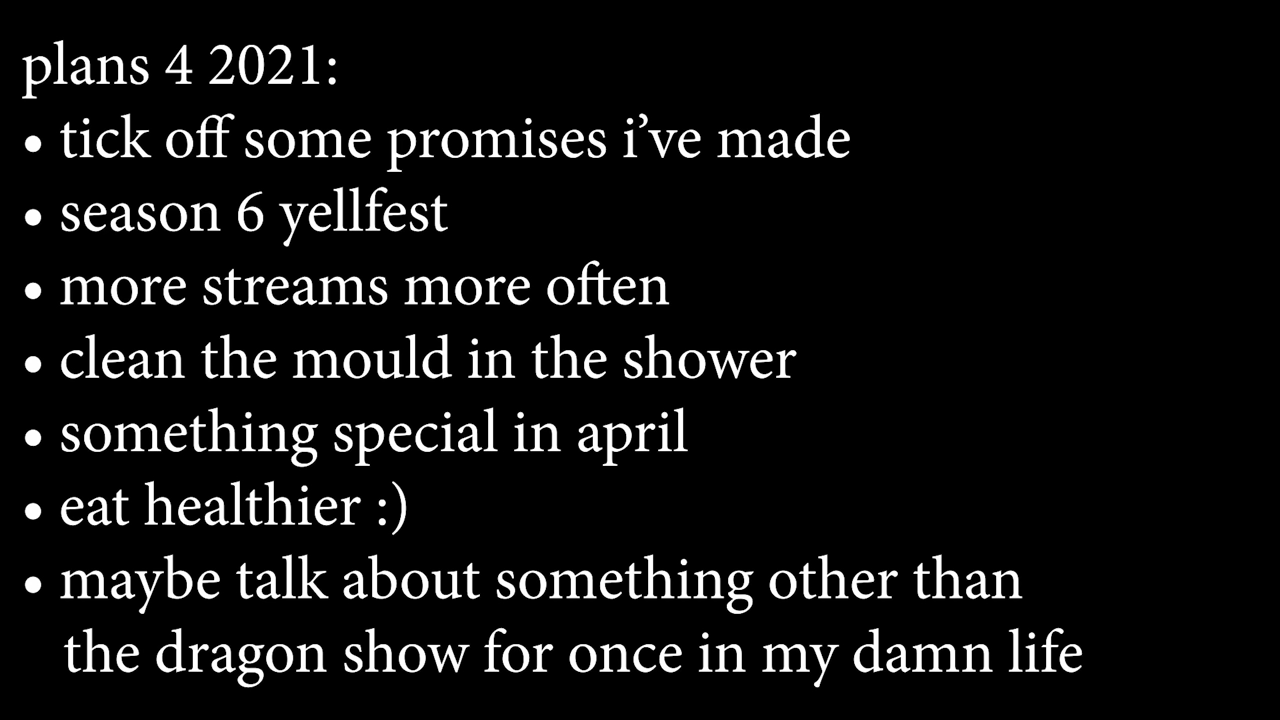 plans 4 2021:
• tick off some promises i’ve made
• season 6 yellfest
• more streams more often
• clean the mould in the shower
• something special in april
• eat healthier :)
• maybe talk about something other than
the dragon show for once in my damn life